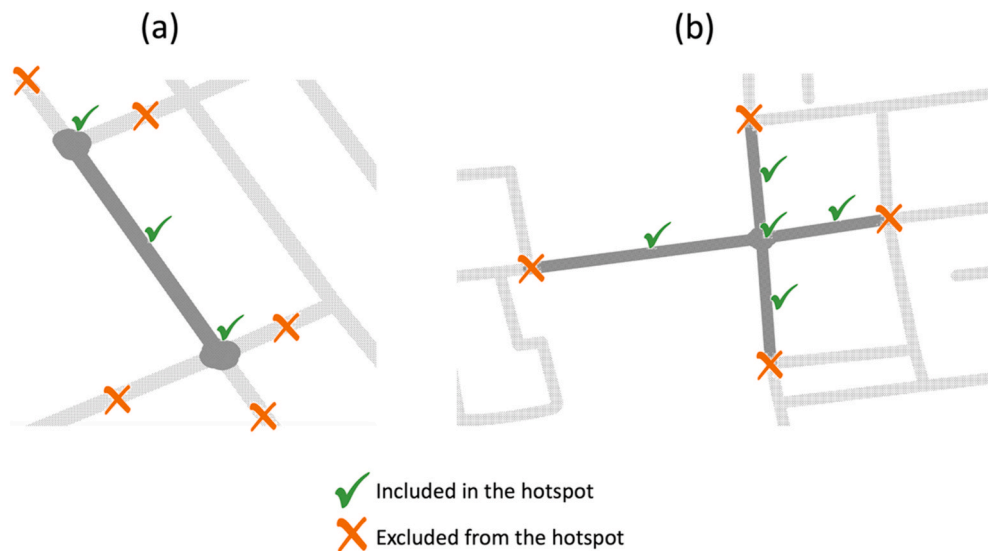 (a)
(b)
Included in the hotspot
Excluded from the hotspot